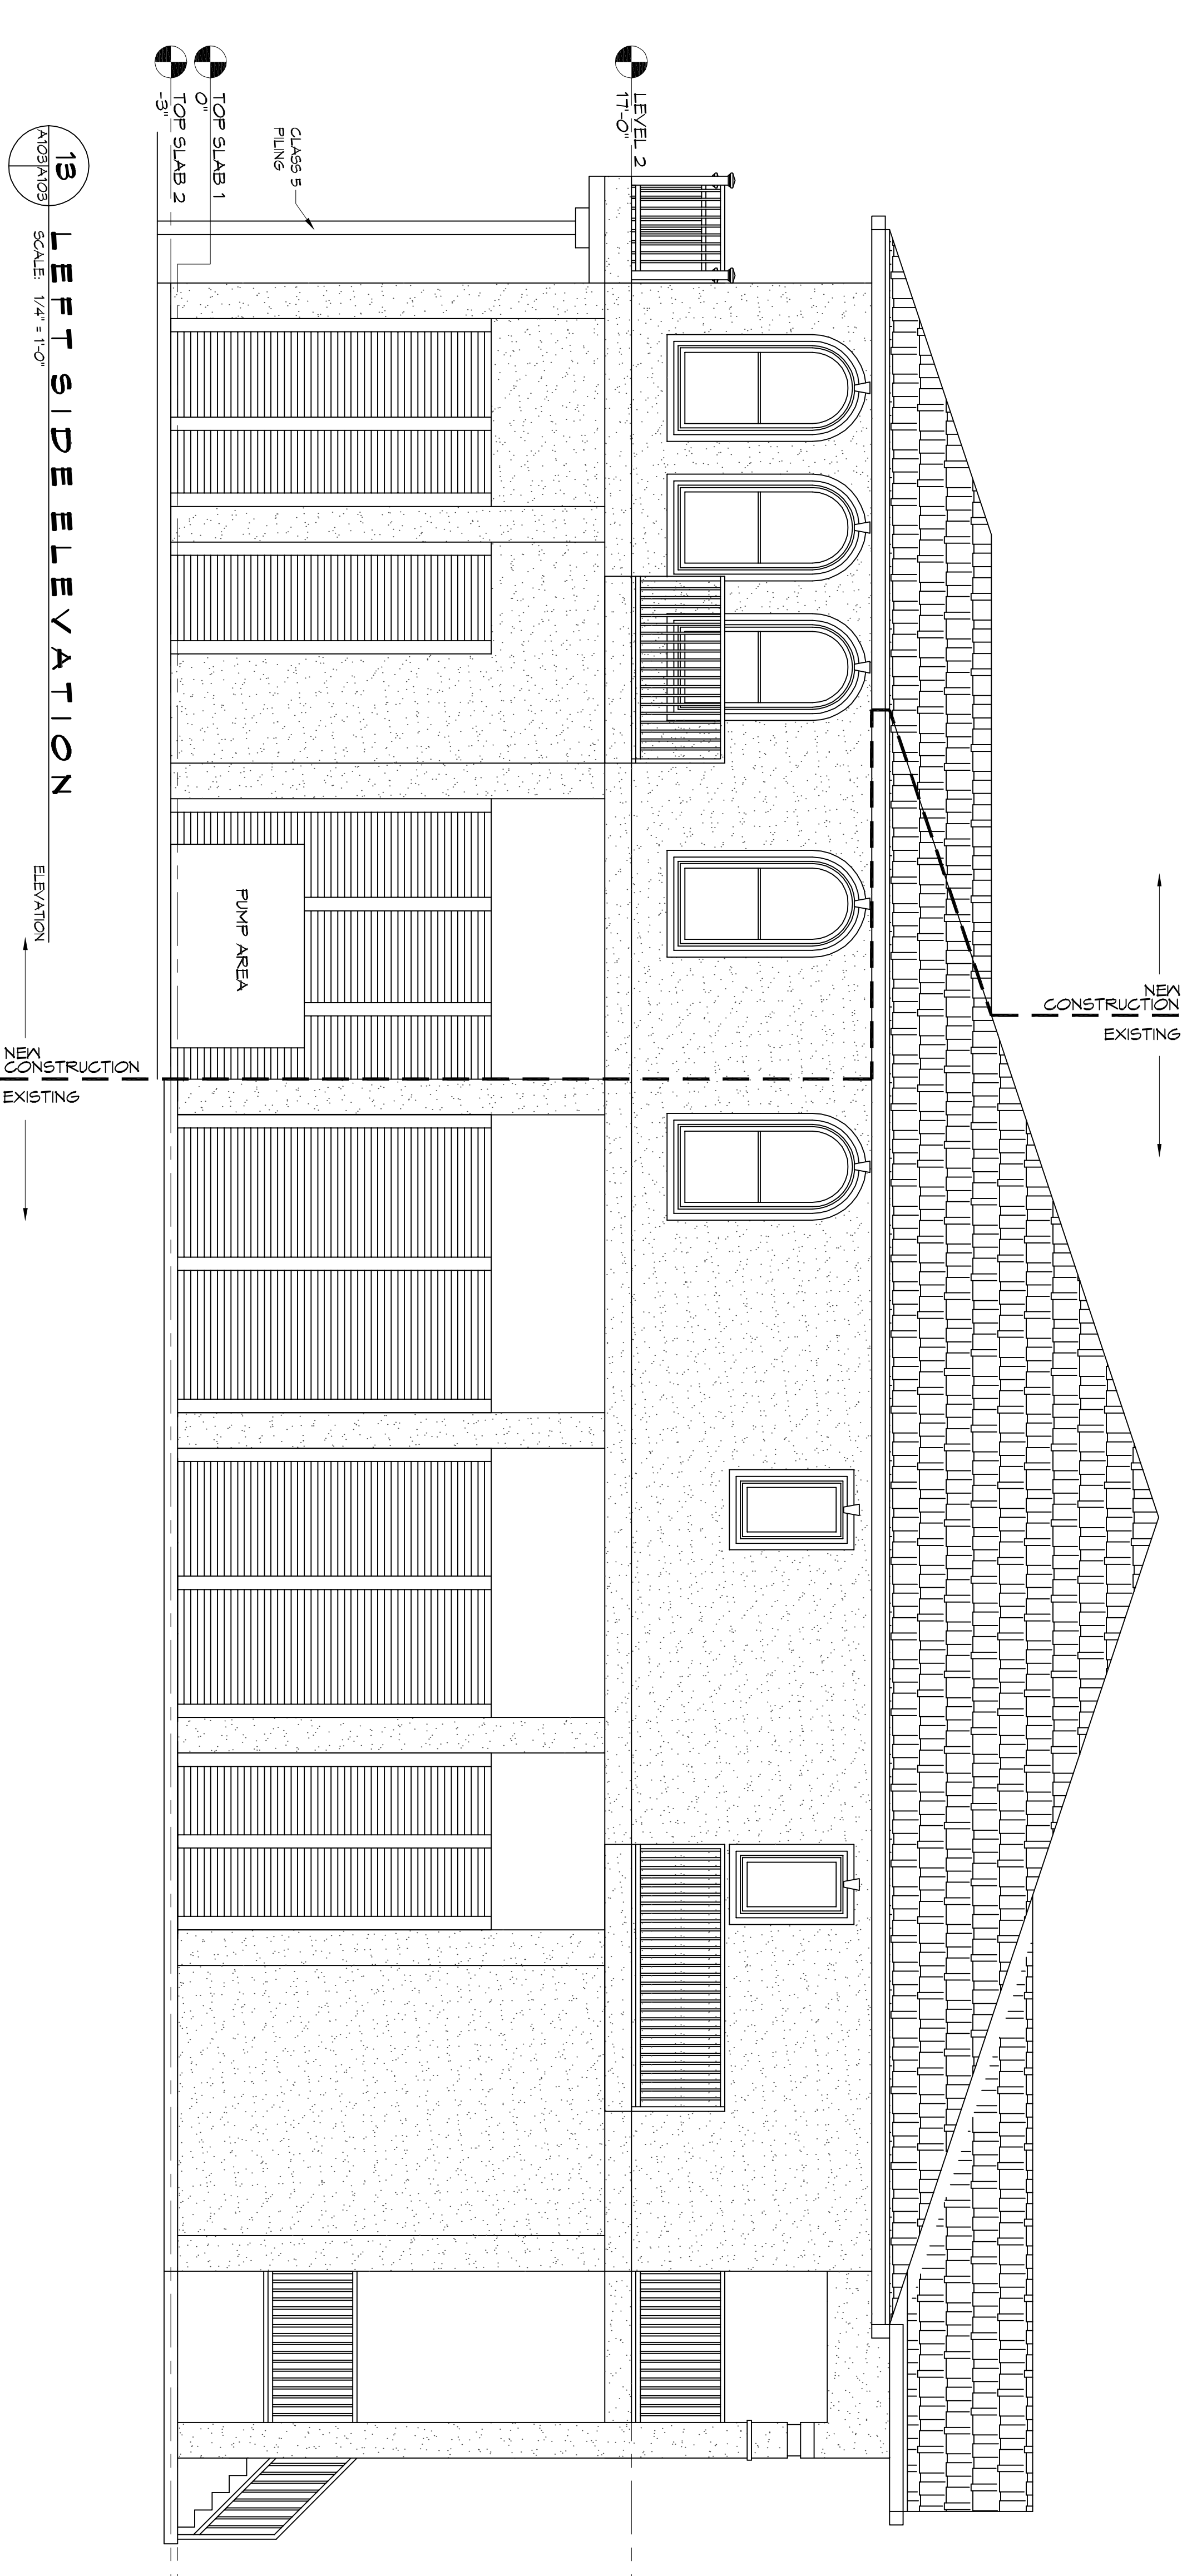 LEVEL 2
17'-0"
TOP SLAB 1
0"
TOP SLAB 2
-3"
CLASS 5
PILING
PUMP AREA
NEW
CONSTRUCTION
EXISTING
NEW
CONSTRUCTION
EXISTING
13
A103 A103
LEFT SIDE ELEVATION
SCALE: 1/4" = 1'-0"
ELEVATION